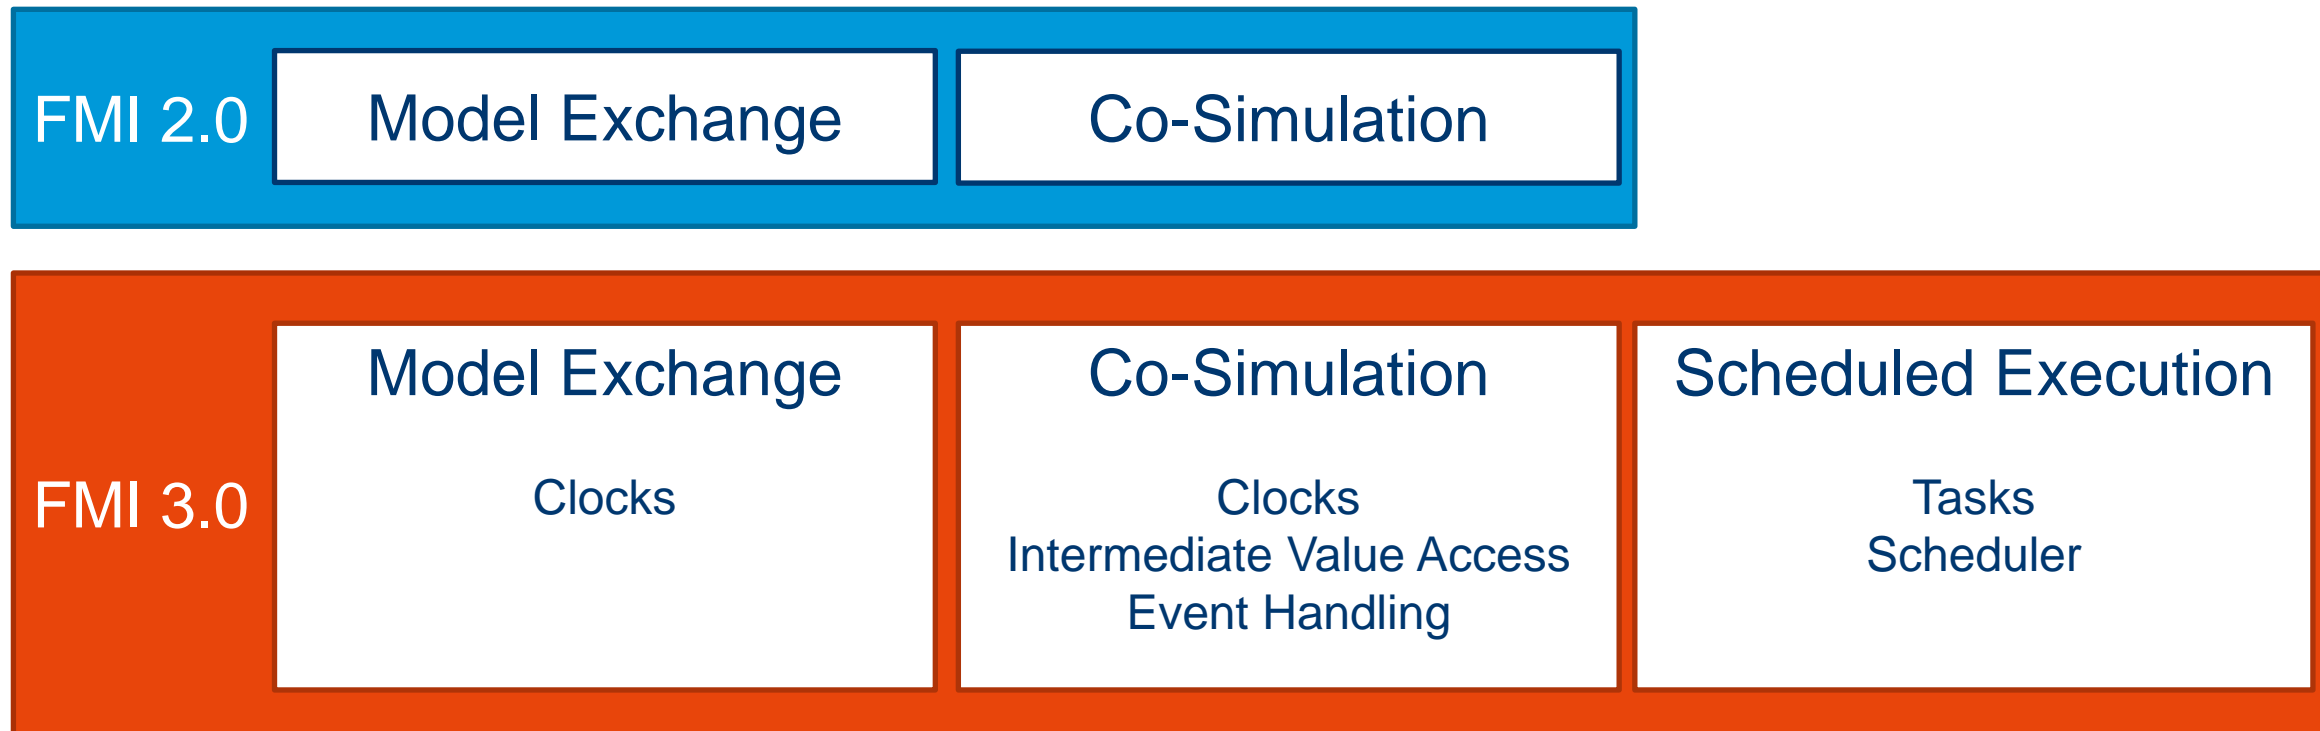 FMI 2.0
Model Exchange
Co-Simulation
FMI 3.0
Model Exchange
Clocks
Co-Simulation
Clocks
Intermediate Value Access
Event Handling
Scheduled Execution
Tasks
Scheduler